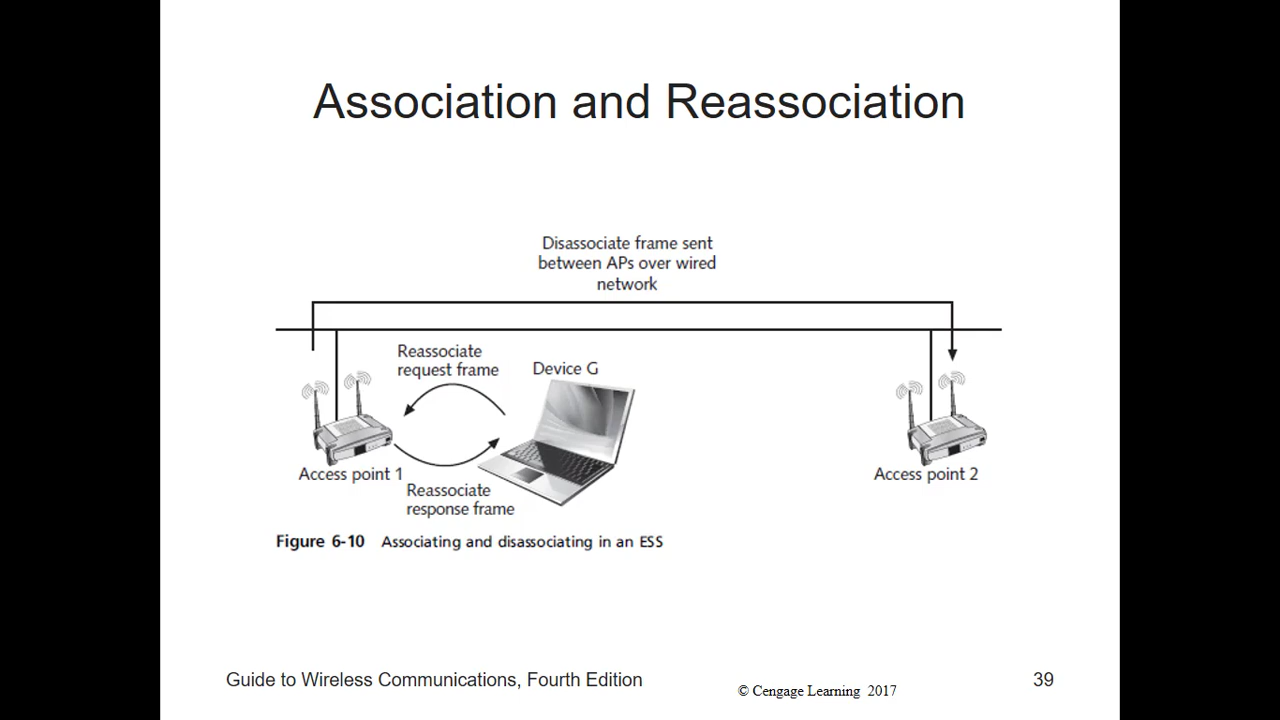 Association and Reassociation
Disassociate frame sent
between APs over wired
network
Reassociate
request frame
Device G
Access point 1
Reassociate
response frame
Access point 2
Figure 6-10 Associating and disassociating in an ESS
Guide to Wireless Communications, Fourth Edition
© Cengage Learning 2017
39